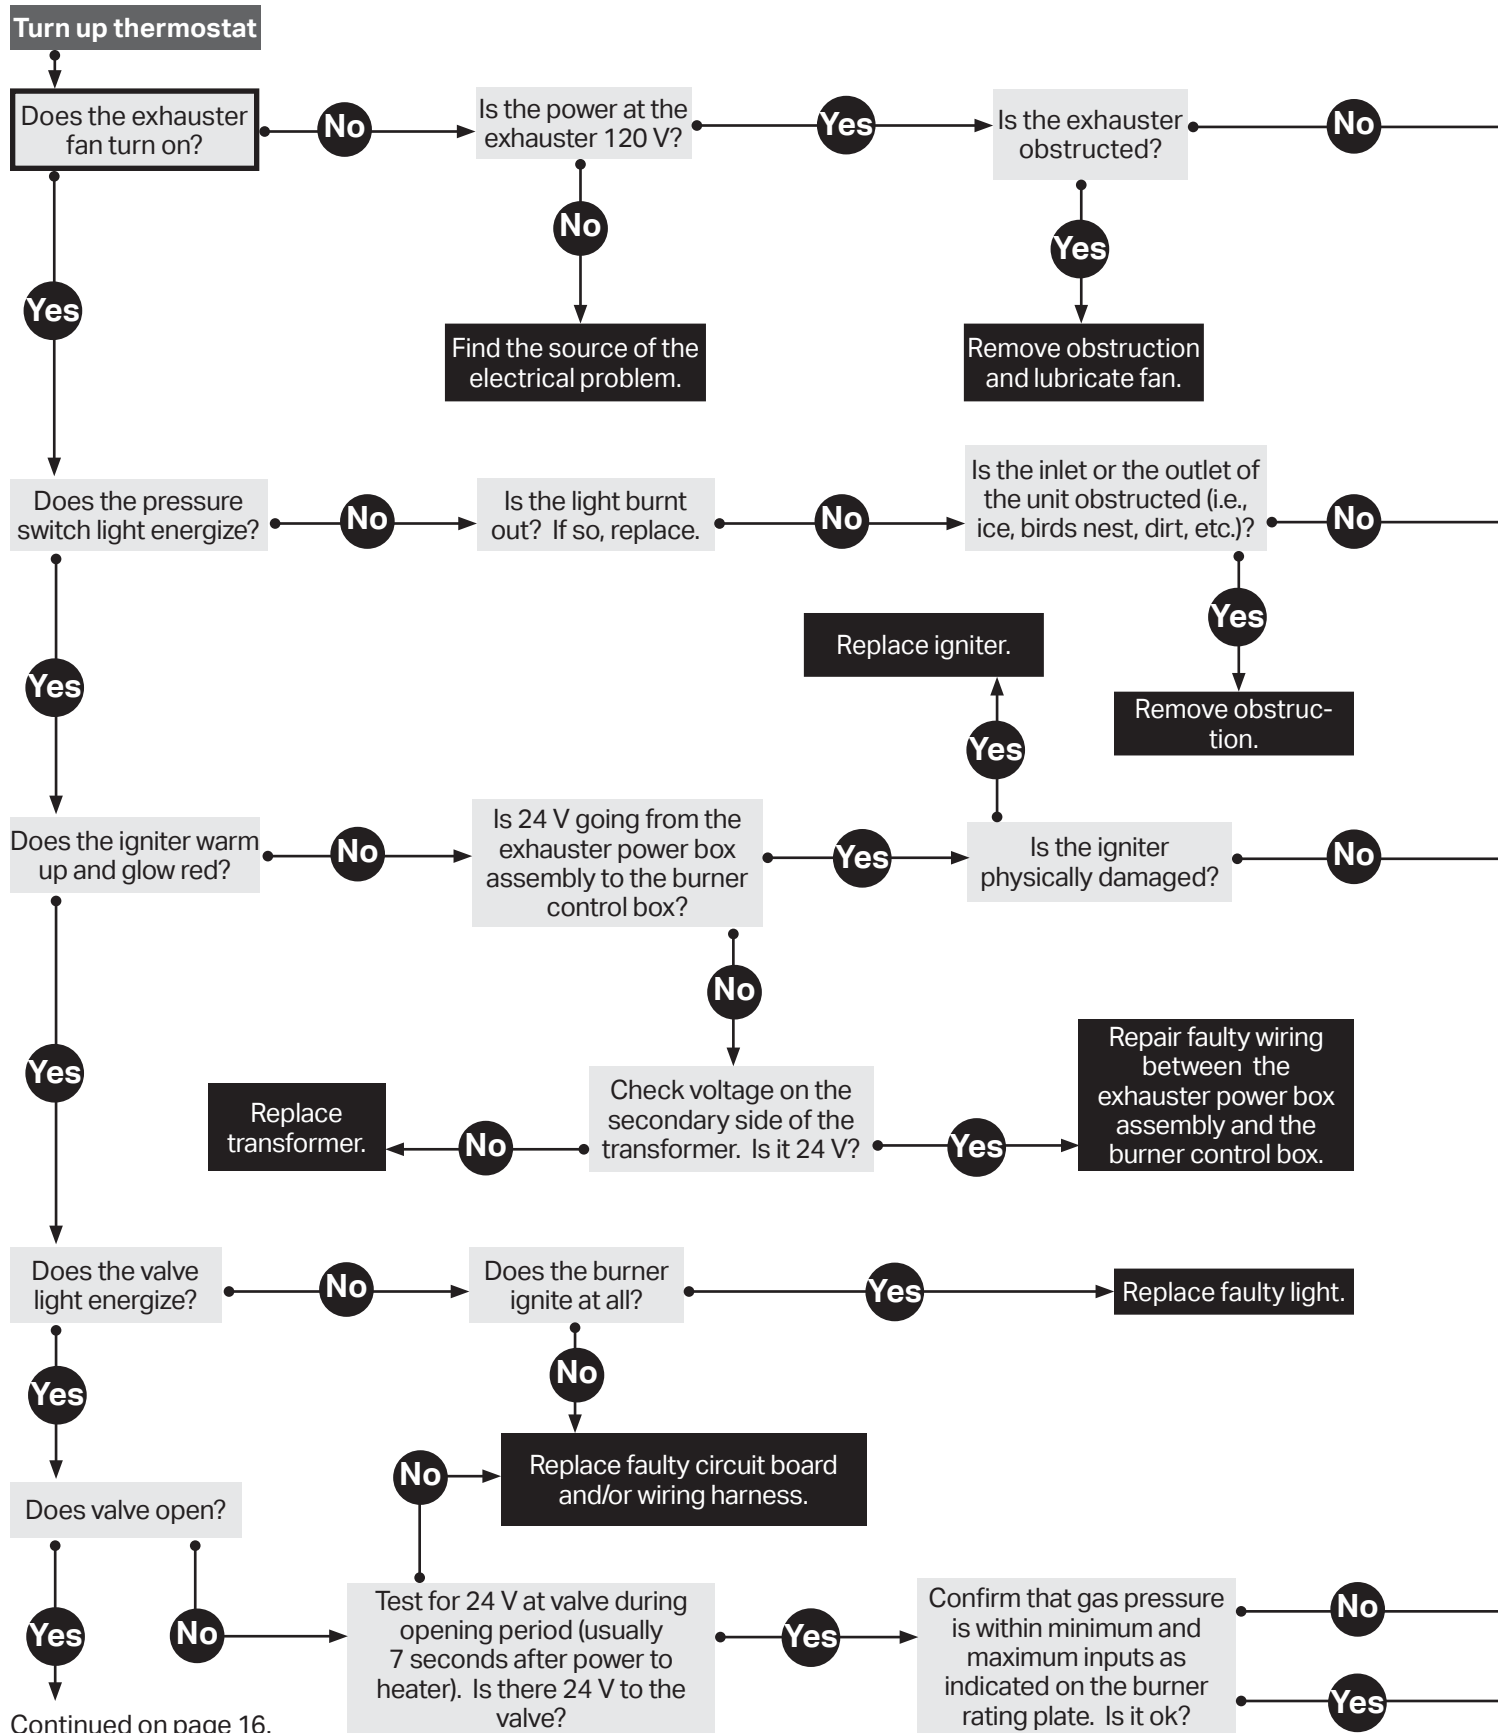 Turn up thermostat
Does the exhauster
fan turn on?
No
Is the power at the
exhauster 120 V?
Yes
Is the exhauster
obstructed?
No
No
Yes
Yes
Find the source of the
electrical problem.
Remove obstruction
and lubricate fan.
Does the pressure
switch light energize?
No
Is the light burnt
out?  If so, replace.
No
Is the inlet or the outlet of
the unit obstructed (i.e.,
ice, birds nest, dirt, etc.)?
No
Yes
Yes
Replace igniter.
Remove obstruc-
tion.
Yes
Does the igniter warm
up and glow red?
No
Is 24 V going from the
exhauster power box
assembly to the burner
control box?
Yes
Is the igniter
physically damaged?
No
No
Yes
Replace
transformer.
No
Check voltage on the
secondary side of the
transformer.  Is it 24 V?
Yes
Repair faulty wiring
between  the
exhauster power box
assembly and the
burner control box.
Does the valve
light energize?
No
Does the burner
ignite at all?
Yes
Replace faulty light.
Yes
No
No
Replace faulty circuit board
and/or wiring harness.
Does valve open?
Yes
No
Test for 24 V at valve during
opening period (usually
7 seconds after power to
heater).  Is there 24 V to the
valve?
Yes
Confirm that gas pressure
is within minimum and
maximum inputs as
indicated on the burner
rating plate.  Is it ok?
No
Yes
Continued on page 16.